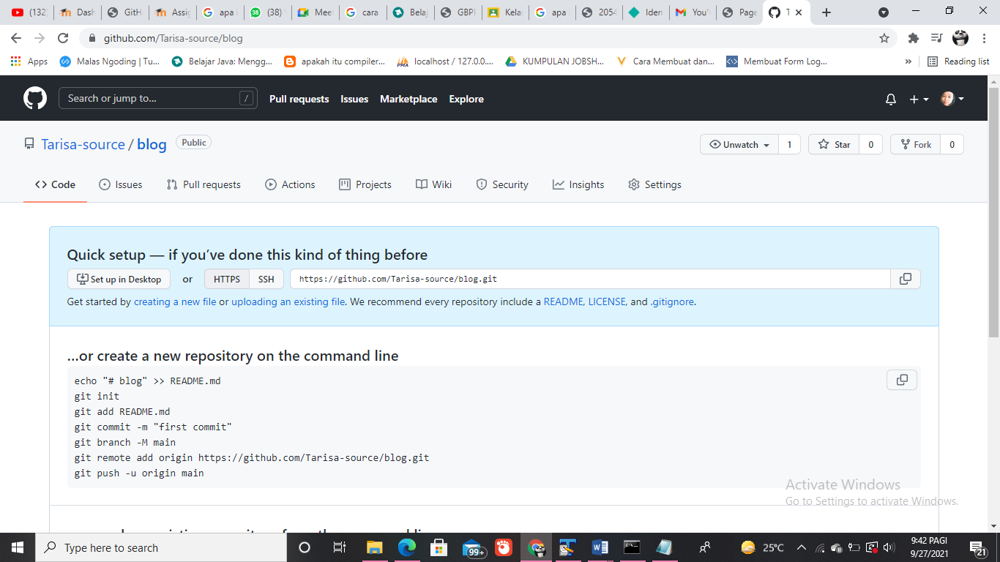 (132)
Dash
GitH
Assig
apa i
(38)
Mee
cara
Belaj
GBPI
Kela
apa
2054
Iden
You'
Page
T
github.com/Tarisa-source/blog
Apps
Malas Ngoding | Tu...
Belajar Java: Mengg...
apakah itu compiler...
localhost / 127.0.0....
KUMPULAN JOBSH...
Cara Membuat dan...
Membuat Form Log...
»
Reading list
Search or jump to...
/
Pull requests
Issues
Marketplace
Explore
Tarisa-source / blog
Public
Unwatch
1
Star
0
Fork
0
Code
Issues
Pull requests
Actions
Projects
Wiki
Security
Insights
Settings
Quick setup — if you've done this kind of thing before
Set up in Desktop
or
HTTPS
SSH
https://github.com/Tarisa-source/blog.git
Get started by creating a new file or uploading an existing file. We recommend every repository include a README, LICENSE, and .gitignore.
…or create a new repository on the command line
echo "# blog" >> README.md
git init
git add README.md
git commit -m "first commit"
git branch -M main
git remote add origin https://github.com/Tarisa-source/blog.git
git push -u origin main
Activate Windows
Go to Settings to activate Windows.
Type here to search
99+
25°C
9:42 PAGI
9/27/2021
21